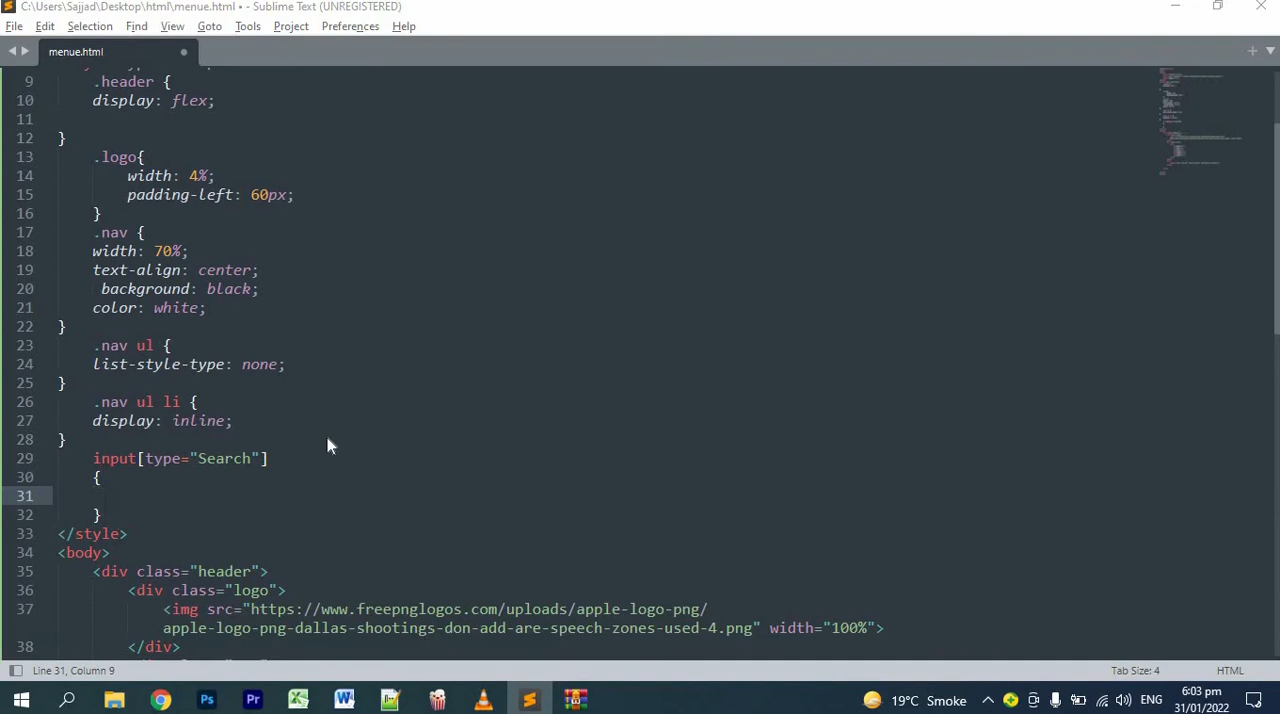 C:\Users\Sajjad\Desktop\html\menue.html • - Sublime Text (UNREGISTERED)
File Edit Selection Find View Goto Tools Project Preferences Help
menue.html
9 .header {
10 display: flex;
11
12 }
13 .logo{
14 width: 4%;
15 padding-left: 60px;
16 }
17 .nav {
18 width: 70%;
19 text-align: center;
20 background: black;
21 color: white;
22 }
23 .nav ul {
24 list-style-type: none;
25 }
26 .nav ul li {
27 display: inline;
28 }
29 input[type="Search"]
30 {
31
32 }
33 </style>
34 <body>
35 <div class="header">
36 <div class="logo">
37 <img src="https://www.freepnglogos.com/uploads/apple-logo-png/
apple-logo-png-dallas-shootings-don-add-are-speech-zones-used-4.png" width="100%">
38 </div>
Line 31, Column 9 Tab Size: 4 HTML
19°C Smoke ENG 6:03 pm
31/01/2022